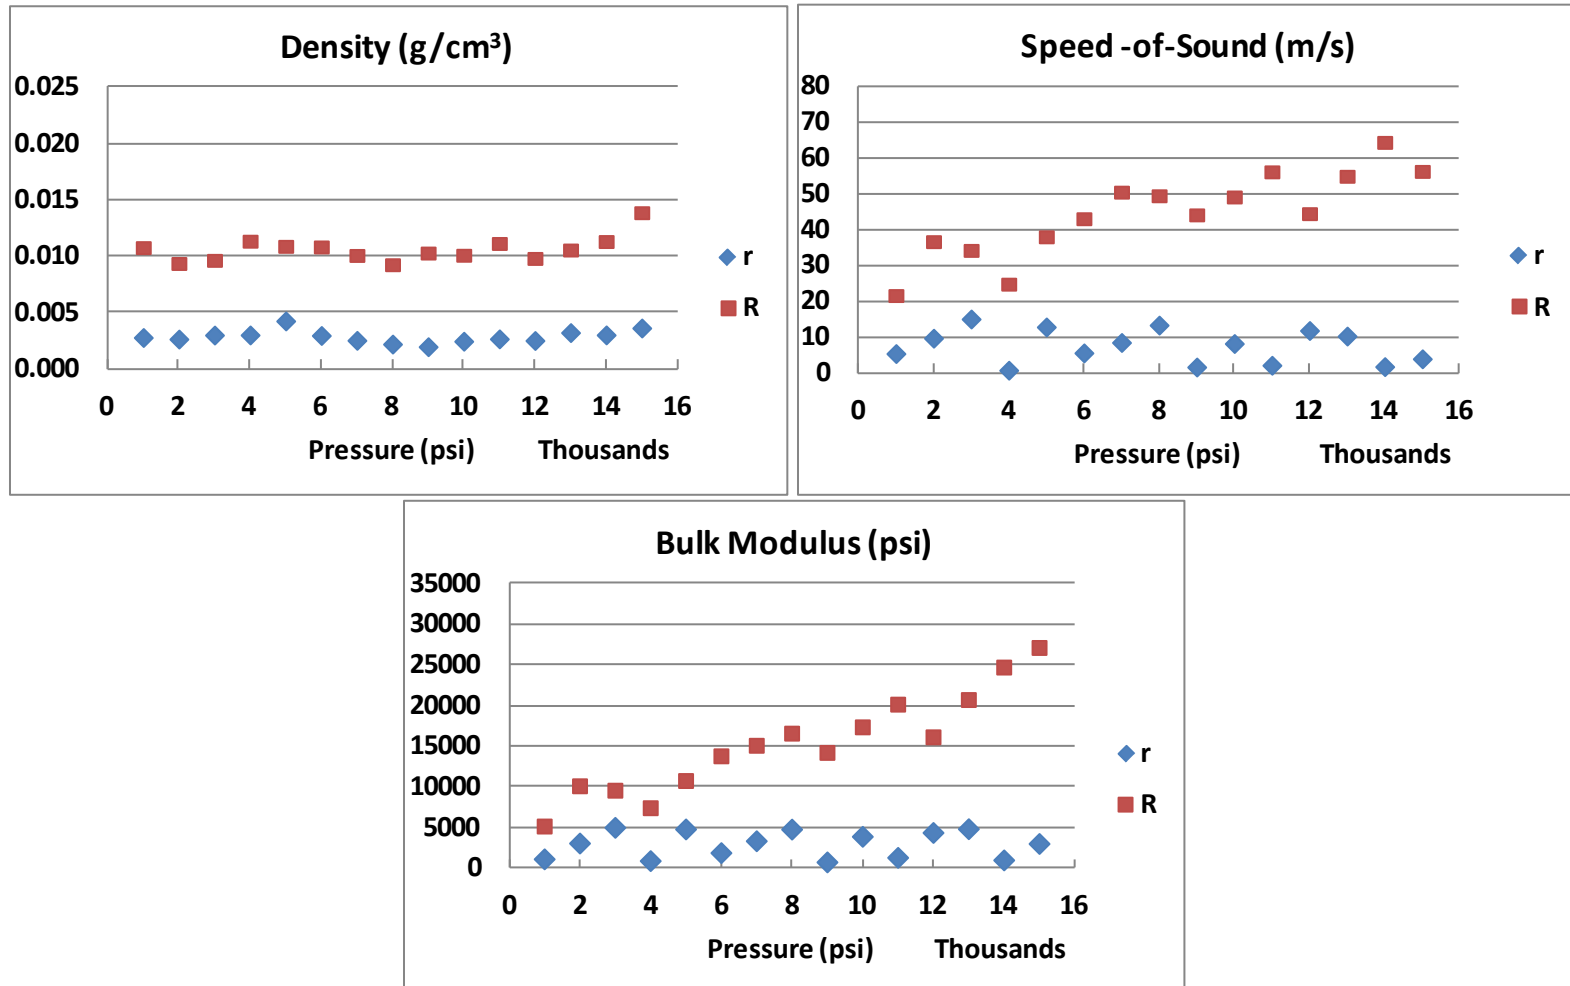 Density (g/cm³)
0.025
0.020
0.015
0.010
0.005
0.000
0 2 4 6 8 10 12 14 16
Pressure (psi) Thousands
r
R
Speed -of-Sound (m/s)
80
70
60
50
40
30
20
10
0
0 2 4 6 8 10 12 14 16
Pressure (psi) Thousands
r
R
Bulk Modulus (psi)
35000
30000
25000
20000
15000
10000
5000
0
0 2 4 6 8 10 12 14 16
Pressure (psi) Thousands
r
R